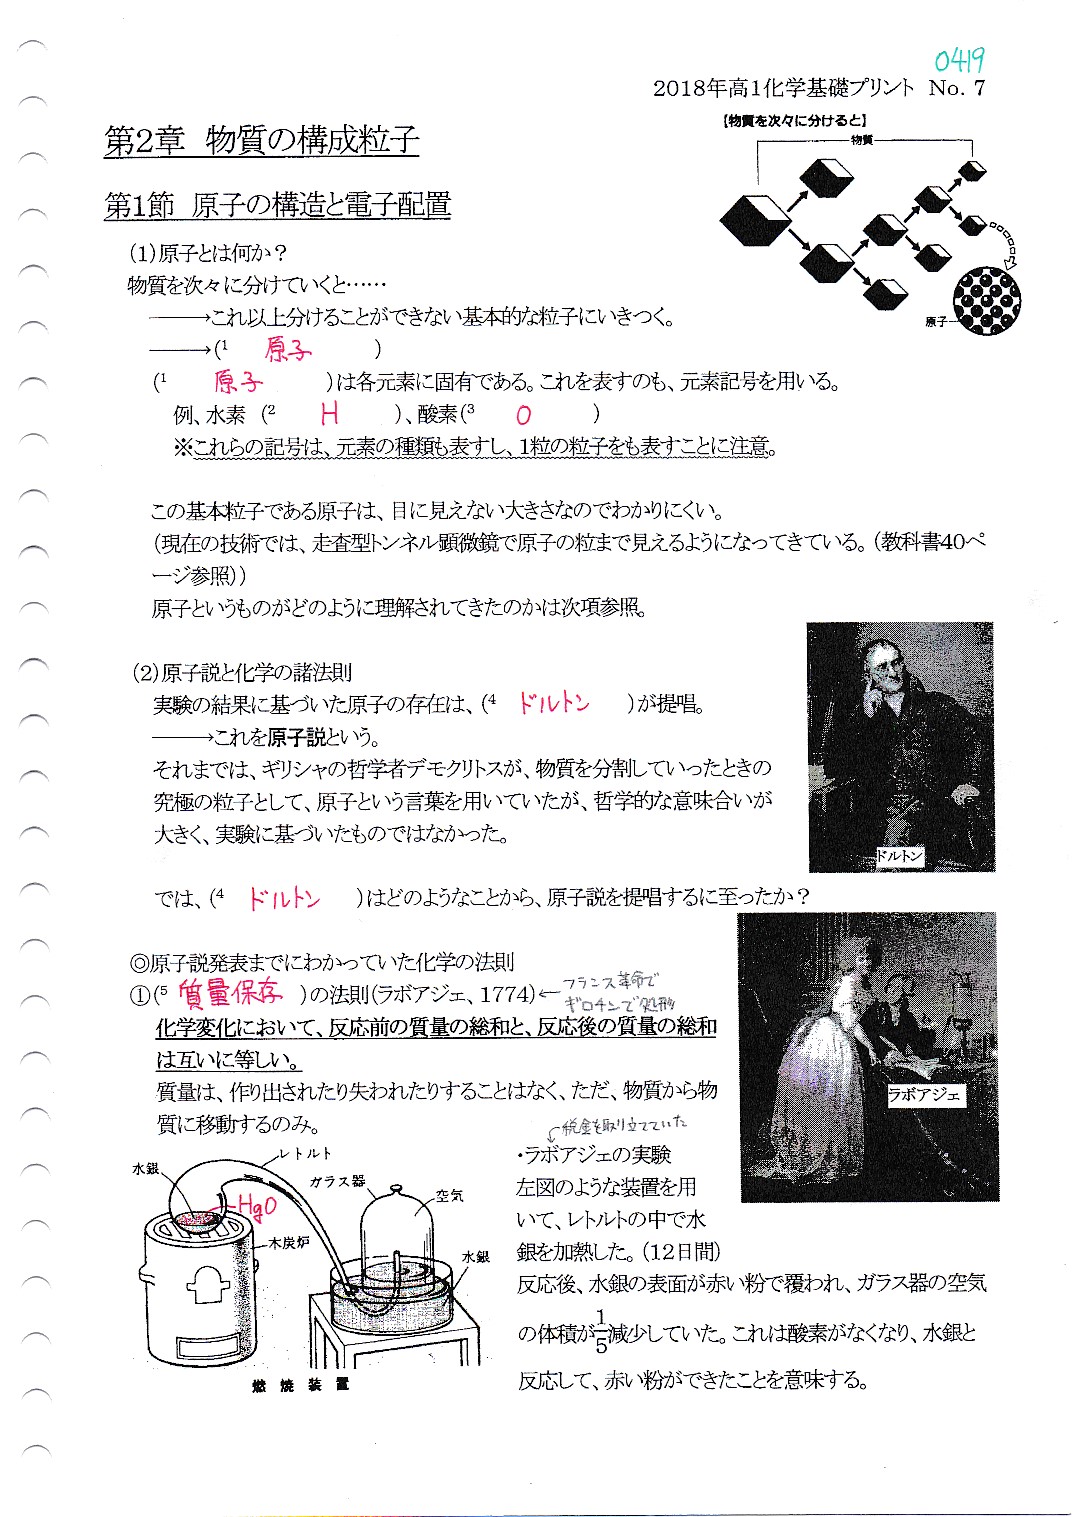 0419
2018年高1化学基礎プリント No. 7
【物質を次々に分けると】
物質
原子
第2章 物質の構成粒子
第1節 原子の構造と電子配置
(1)原子とは何か？
物質を次々に分けていくと……
───→これ以上分けることができない基本的な粒子にいきつく。
───→(¹ 原子 )
(¹ 原子 )は各元素に固有である。これを表すのも、元素記号を用いる。
例、水素 (² H )、酸素(³ O )
※これらの記号は、元素の種類も表すし、1粒の粒子をも表すことに注意。
この基本粒子である原子は、目に見えない大きさなのでわかりにくい。
(現在の技術では、走査型トンネル顕微鏡で原子の粒まで見えるようになってきている。(教科書40ペ
ージ参照))
原子というものがどのように理解されてきたのかは次項参照。
(2)原子説と化学の諸法則
実験の結果に基づいた原子の存在は、(⁴ ドルトン )が提唱。
───→これを原子説という。
それまでは、ギリシャの哲学者デモクリトスが、物質を分割していったときの
究極の粒子として、原子という言葉を用いていたが、哲学的な意味合いが
大きく、実験に基づいたものではなかった。
ドルトン
では、(⁴ ドルトン )はどのようなことから、原子説を提唱するに至ったか？
◎原子説発表までにわかっていた化学の法則
①(⁵ 質量保存 )の法則(ラボアジェ、1774)←フランス革命で
ギロチンで処刑
化学変化において、反応前の質量の総和と、反応後の質量の総和
は互いに等しい。
質量は、作り出されたり失われたりすることはなく、ただ、物質から物
質に移動するのみ。
ラボアジェ
税金を取り立てていた
・ラボアジェの実験
左図のような装置を用
いて、レトルトの中で水
銀を加熱した。(12日間)
反応後、水銀の表面が赤い粉で覆われ、ガラス器の空気
の体積が1/5減少していた。これは酸素がなくなり、水銀と
反応して、赤い粉ができたことを意味する。
水銀
レトルト
ガラス器
空気
HgO
木炭炉
水銀
燃焼装置